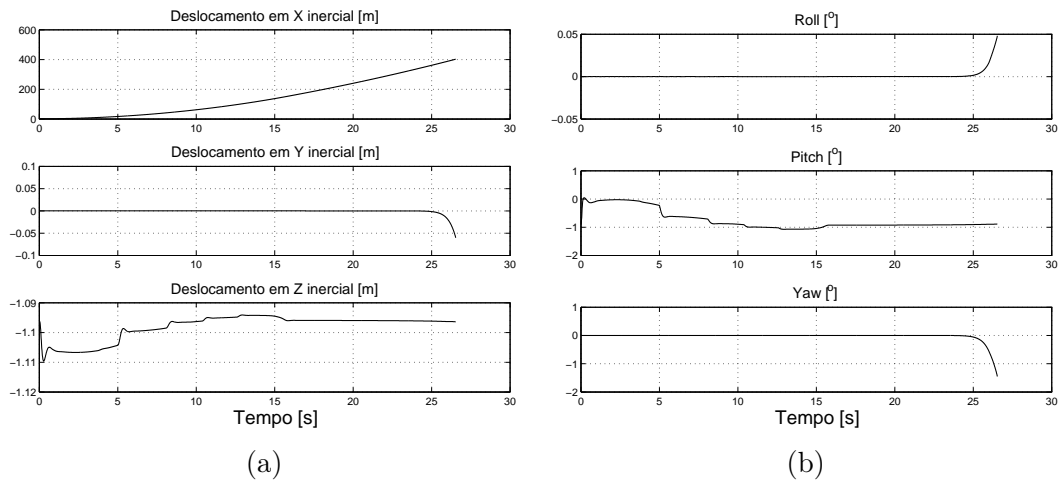 Deslocamento em X inercial [m]
600
400
200
0
0 5 10 15 20 25 30
Deslocamento em Y inercial [m]
0.1
0.05
0
−0.05
−0.1
0 5 10 15 20 25 30
Deslocamento em Z inercial [m]
−1.09
−1.1
−1.11
−1.12
0 5 10 15 20 25 30
Tempo [s]
(a)
Roll [º]
0.05
0
−0.05
0 5 10 15 20 25 30
Pitch [º]
1
0
−1
−2
0 5 10 15 20 25 30
Yaw [º]
1
0
−1
−2
0 5 10 15 20 25 30
Tempo [s]
(b)